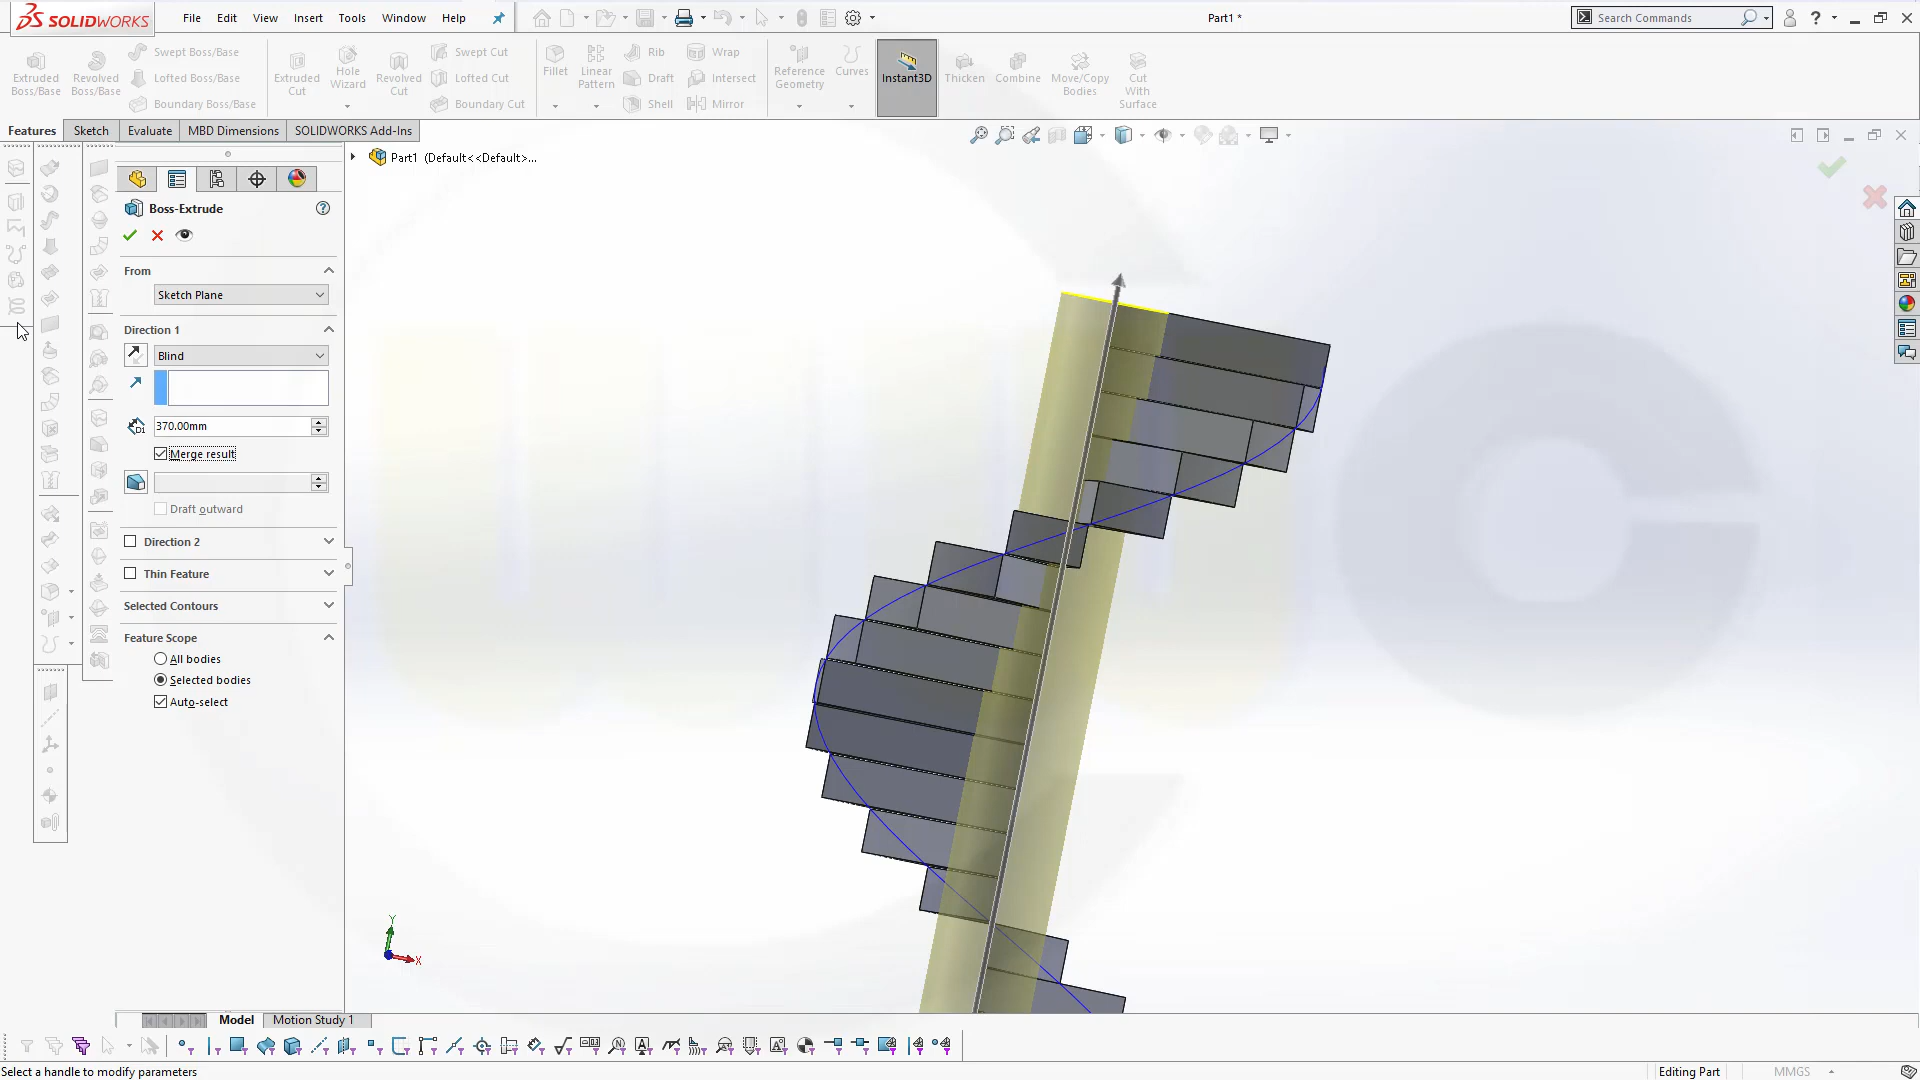 SOLIDWORKS
File Edit View Insert Tools Window Help
Part1 *
Search Commands
Extruded Boss/Base
Revolved Boss/Base
Swept Boss/Base
Lofted Boss/Base
Boundary Boss/Base
Extruded Cut
Hole Wizard
Revolved Cut
Swept Cut
Lofted Cut
Boundary Cut
Fillet
Linear Pattern
Rib
Draft
Shell
Wrap
Intersect
Mirror
Reference Geometry
Curves
Instant3D
Thicken
Combine
Move/Copy Bodies
Cut With Surface
Features Sketch Evaluate MBD Dimensions SOLIDWORKS Add-Ins
Part1 (Default<<Default>...
Boss-Extrude
From
Sketch Plane
Direction 1
Blind
D1
370.00mm
Merge result
Draft outward
Direction 2
Thin Feature
Selected Contours
Feature Scope
All bodies
Selected bodies
Auto-select
Y
X
Model Motion Study 1
Select a handle to modify parameters
Editing Part
MMGS